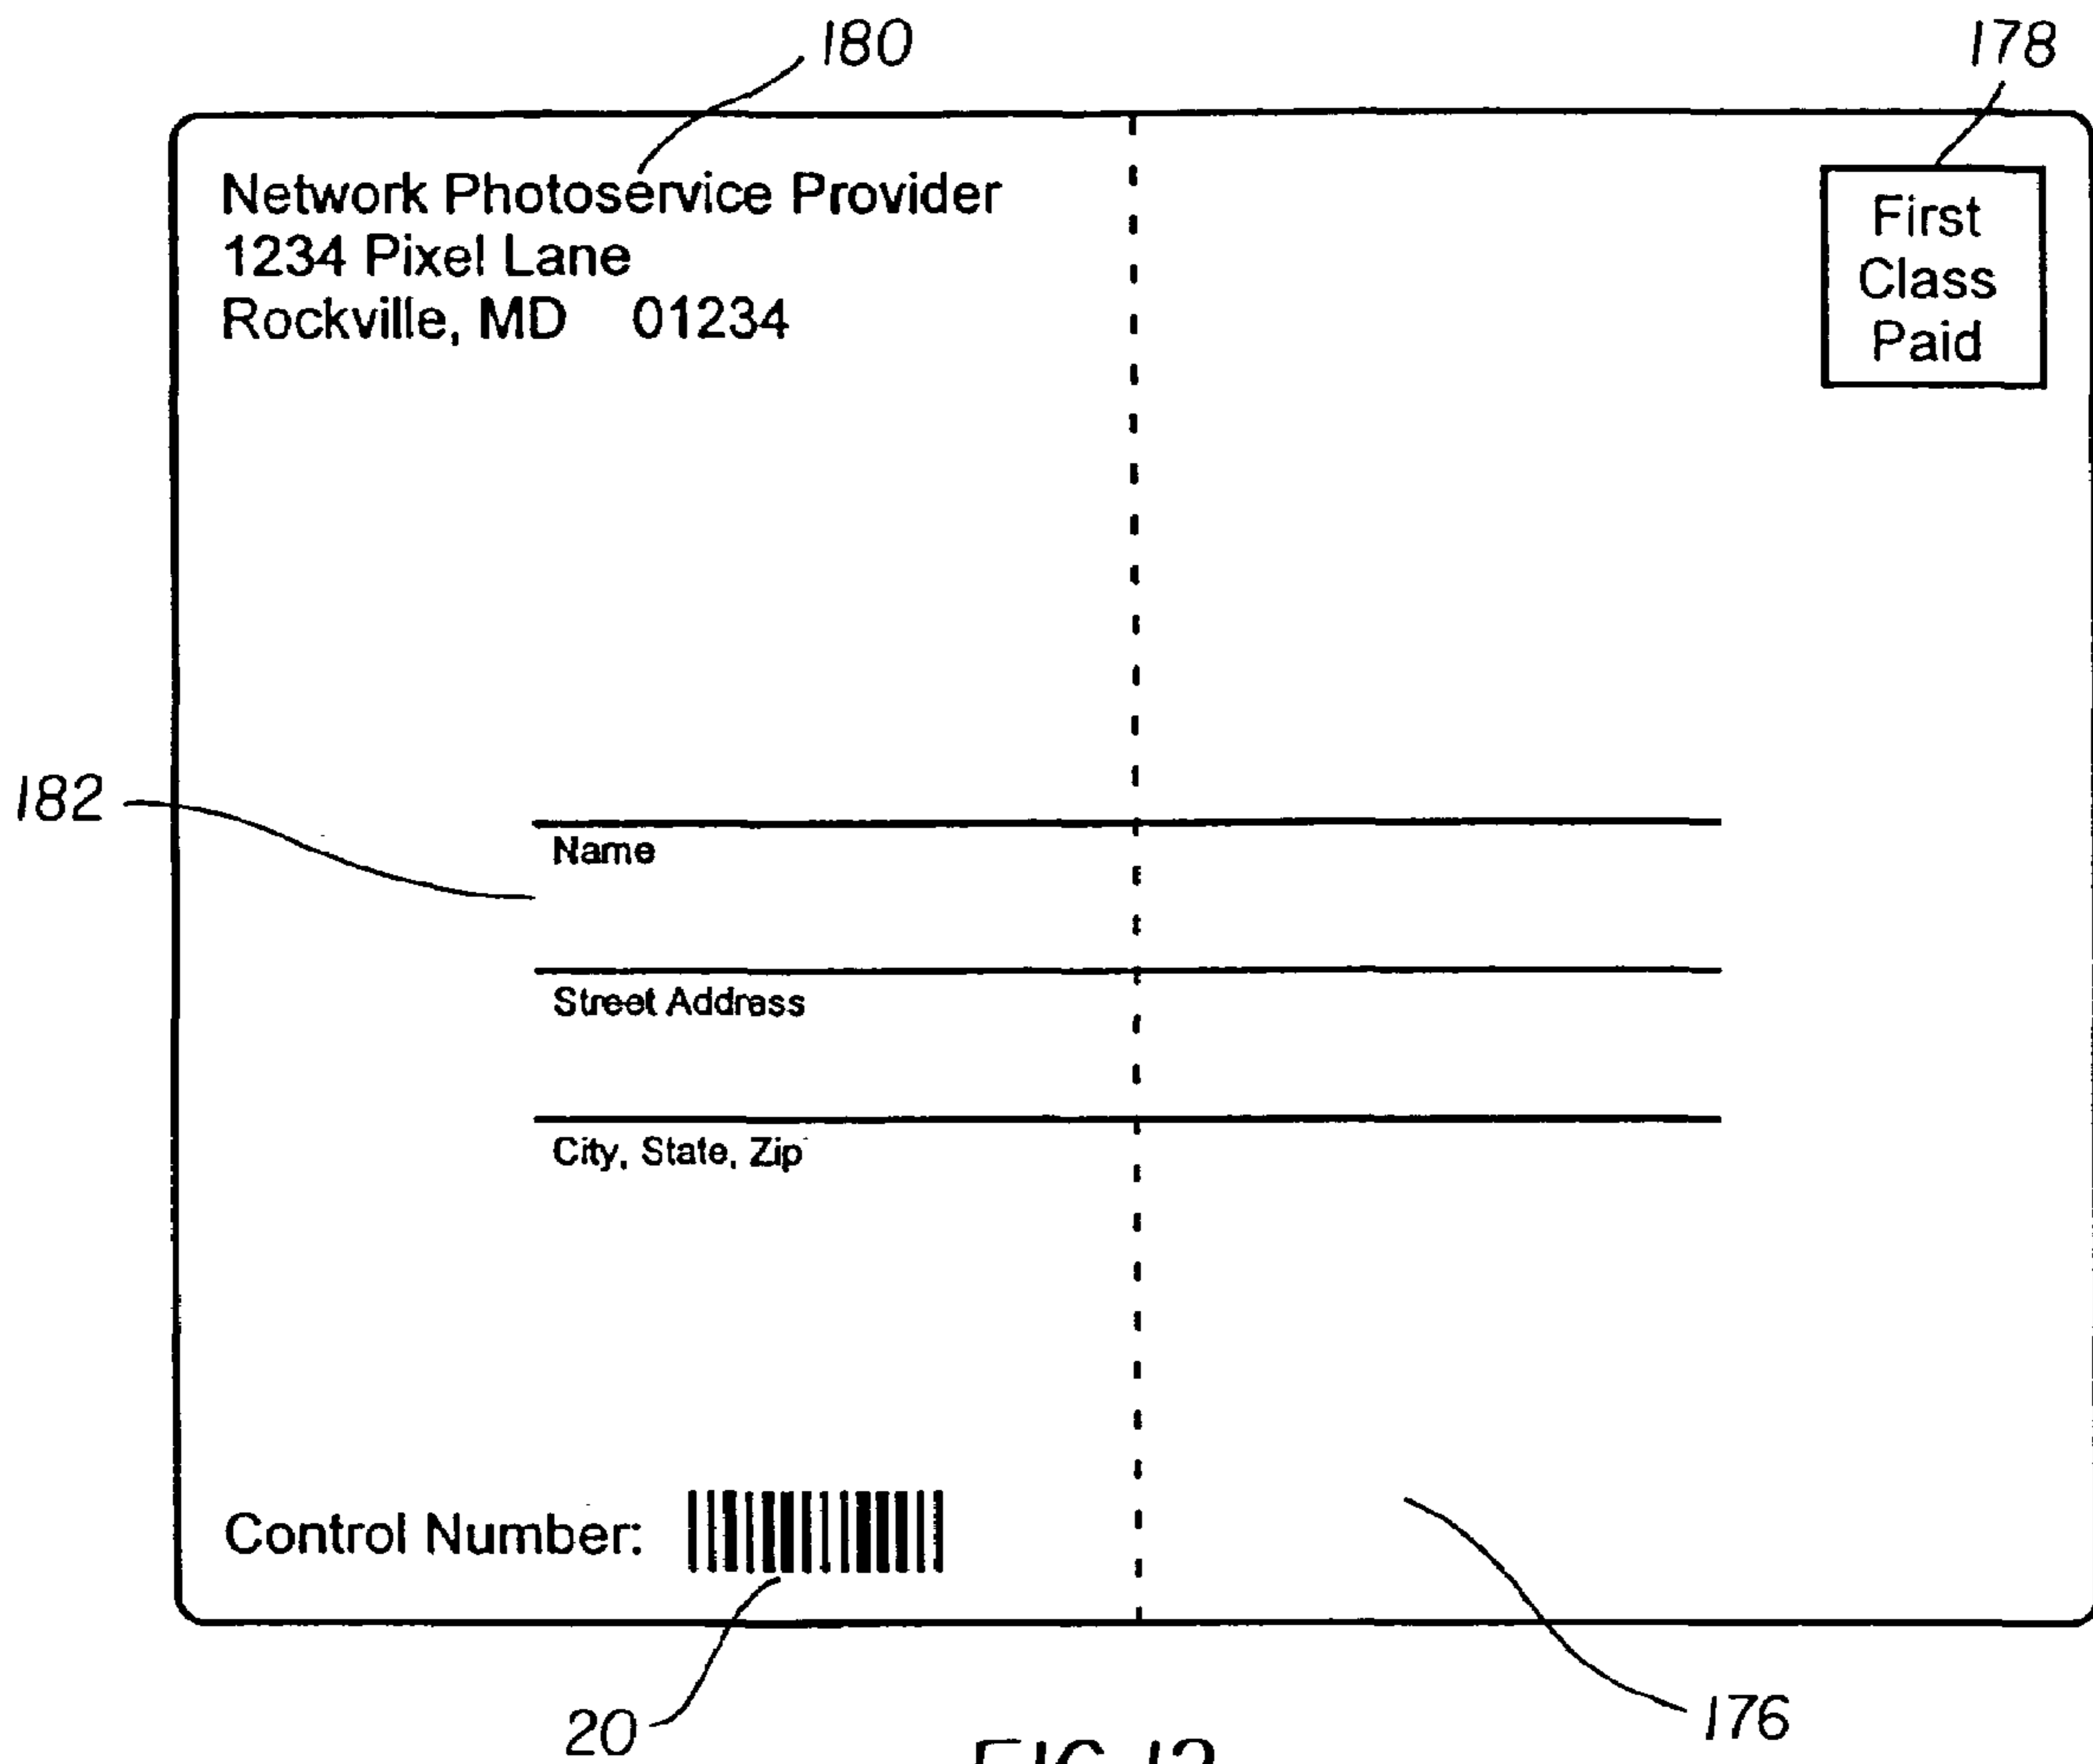 180
178
Network Photoservice Provider
1234 Pixel Lane
Rockville, MD 01234
First
Class
Paid
182
Name
Street Address
City, State, Zip
Control Number:
20
176